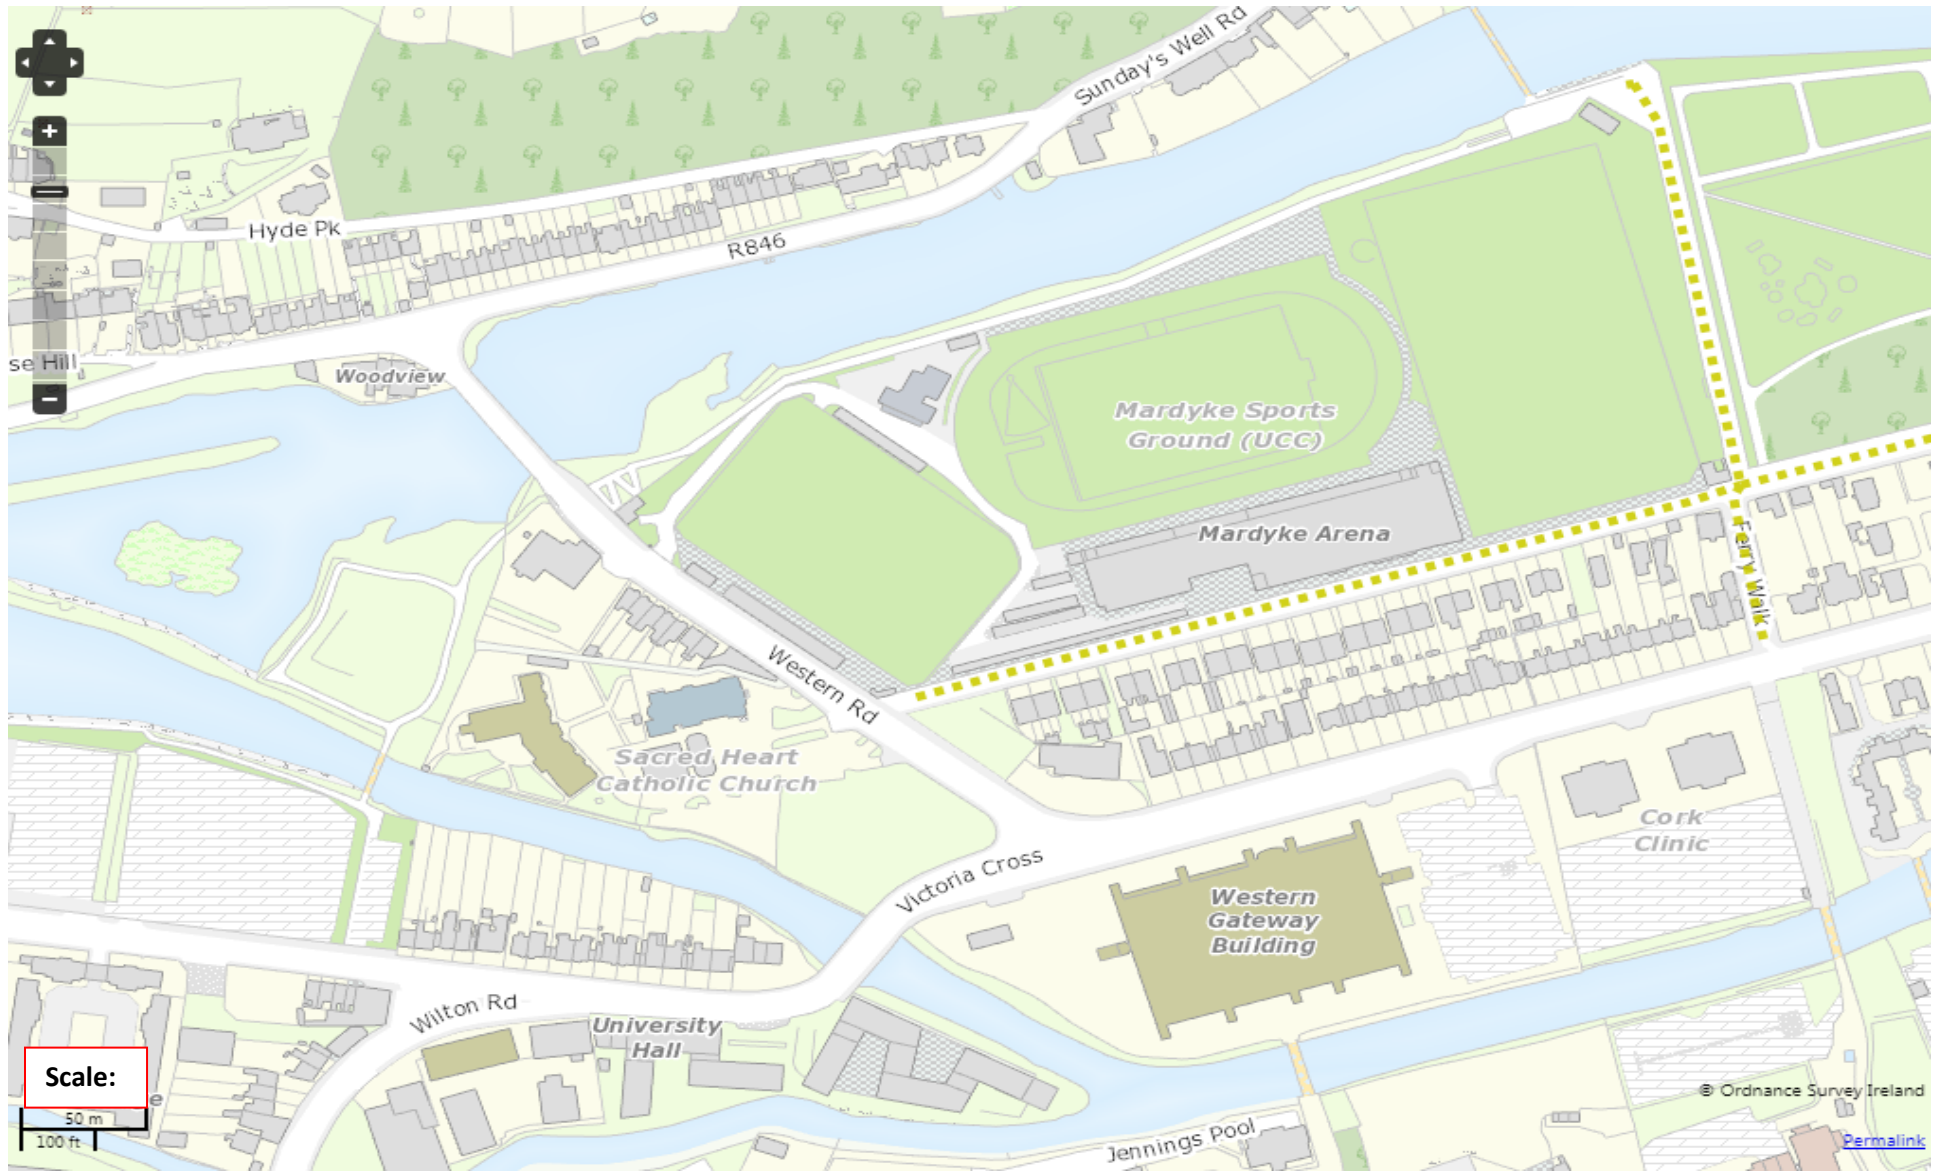 Sunday's Well Rd
Hyde Pk
R846
se Hill
Woodview
Mardyke Sports
Ground (UCC)
Mardyke Arena
Ferry Walk
Western Rd
Sacred Heart
Catholic Church
Cork
Clinic
Victoria Cross
Western
Gateway
Building
Wilton Rd
University
Hall
Scale:
e
50 m
100 ft
© Ordnance Survey Ireland
Jennings Pool
Permalink